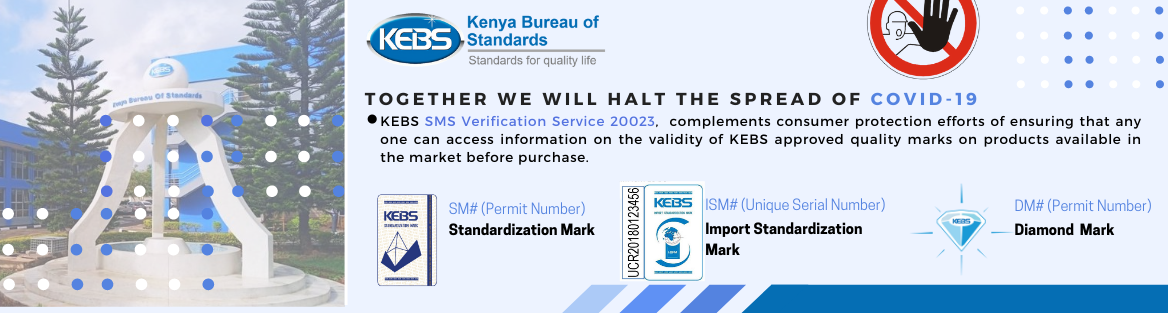 Kenya Bureau Of Standards
KEBS
Kenya Bureau of
Standards
Standards for quality life
TOGETHER WE WILL HALT THE SPREAD OF COVID-19
KEBS SMS Verification Service 20023, complements consumer protection efforts of ensuring that any
one can access information on the validity of KEBS approved quality marks on products available in
the market before purchase.
KEBS
SM# (Permit Number)
Standardization Mark
UCR20180123456
KEBS
ISM# (Unique Serial Number)
Import Standardization
Mark
KEBS
DM# (Permit Number)
Diamond Mark